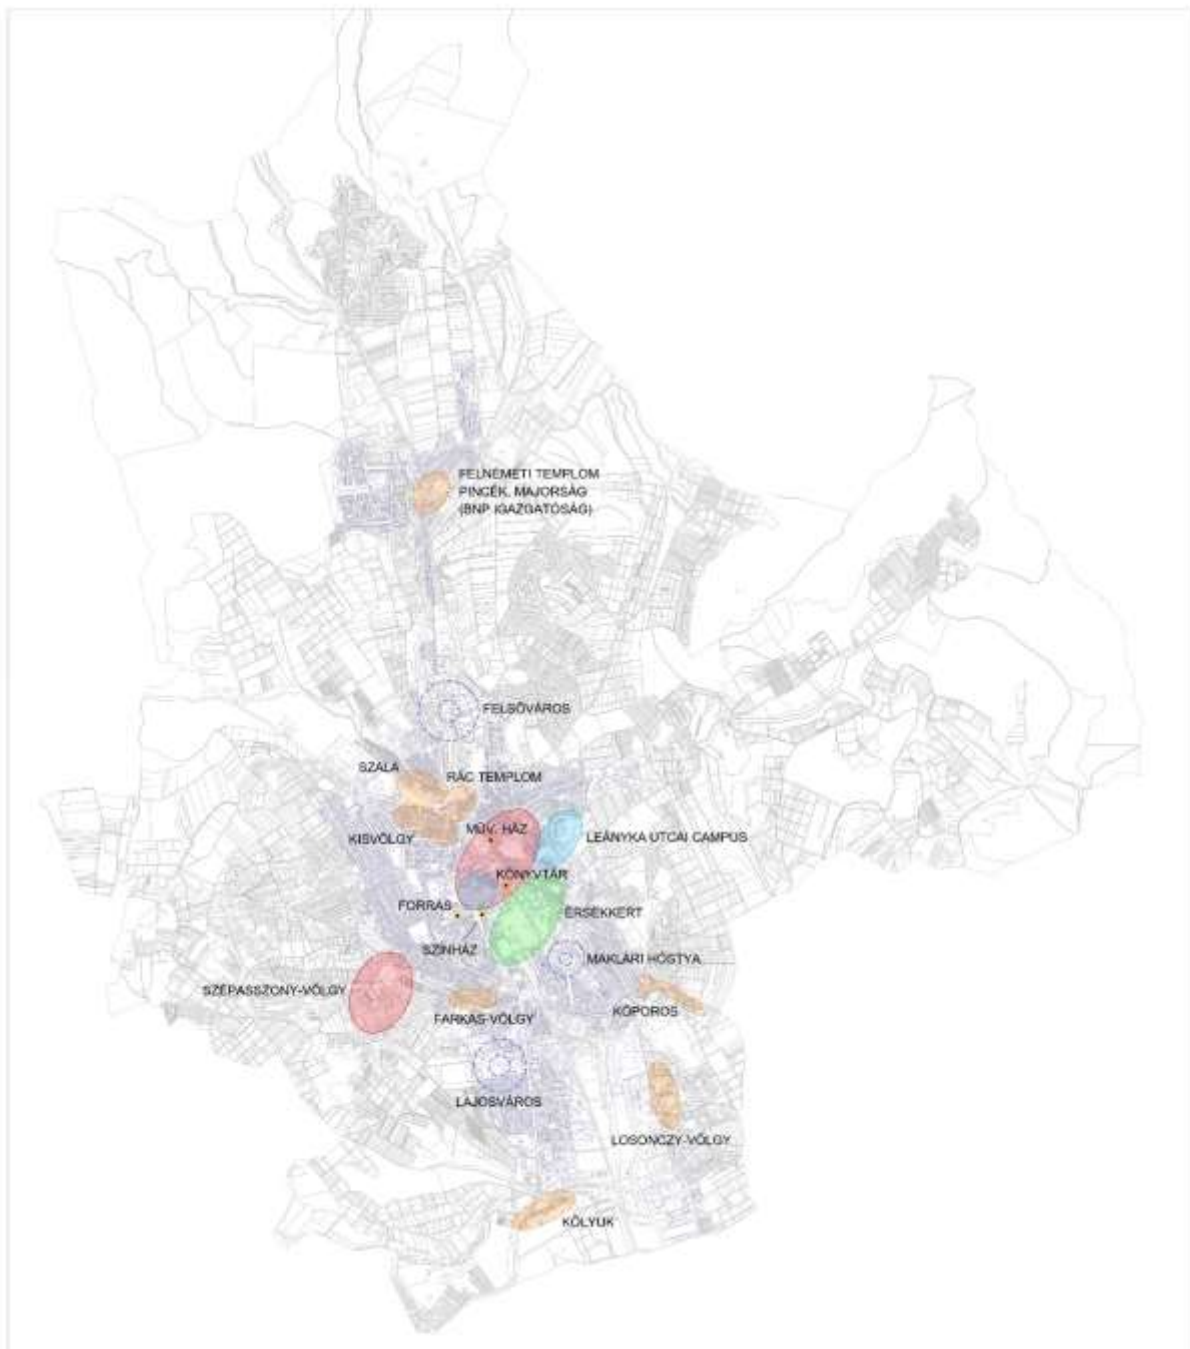 FELNÉMETI TEMPLOM
PINCÉK, MAJORSÁG
(BNP IGAZGATÓSÁG)
FELSŐVÁROS
SZALA
RÁC TEMPLOM
MŰV. HÁZ
KISVÖLGY
LEÁNYKA UTCAI CAMPUS
KÖNYVTÁR
FORRÁS
ÉRSEKKERT
SZÍNHÁZ
MAKLÁRI HÓSTYA
SZÉPASSZONY-VÖLGY
KŐPOROS
FARKAS-VÖLGY
LAJOSVÁROS
LOSONCZY-VÖLGY
KŐLYUK